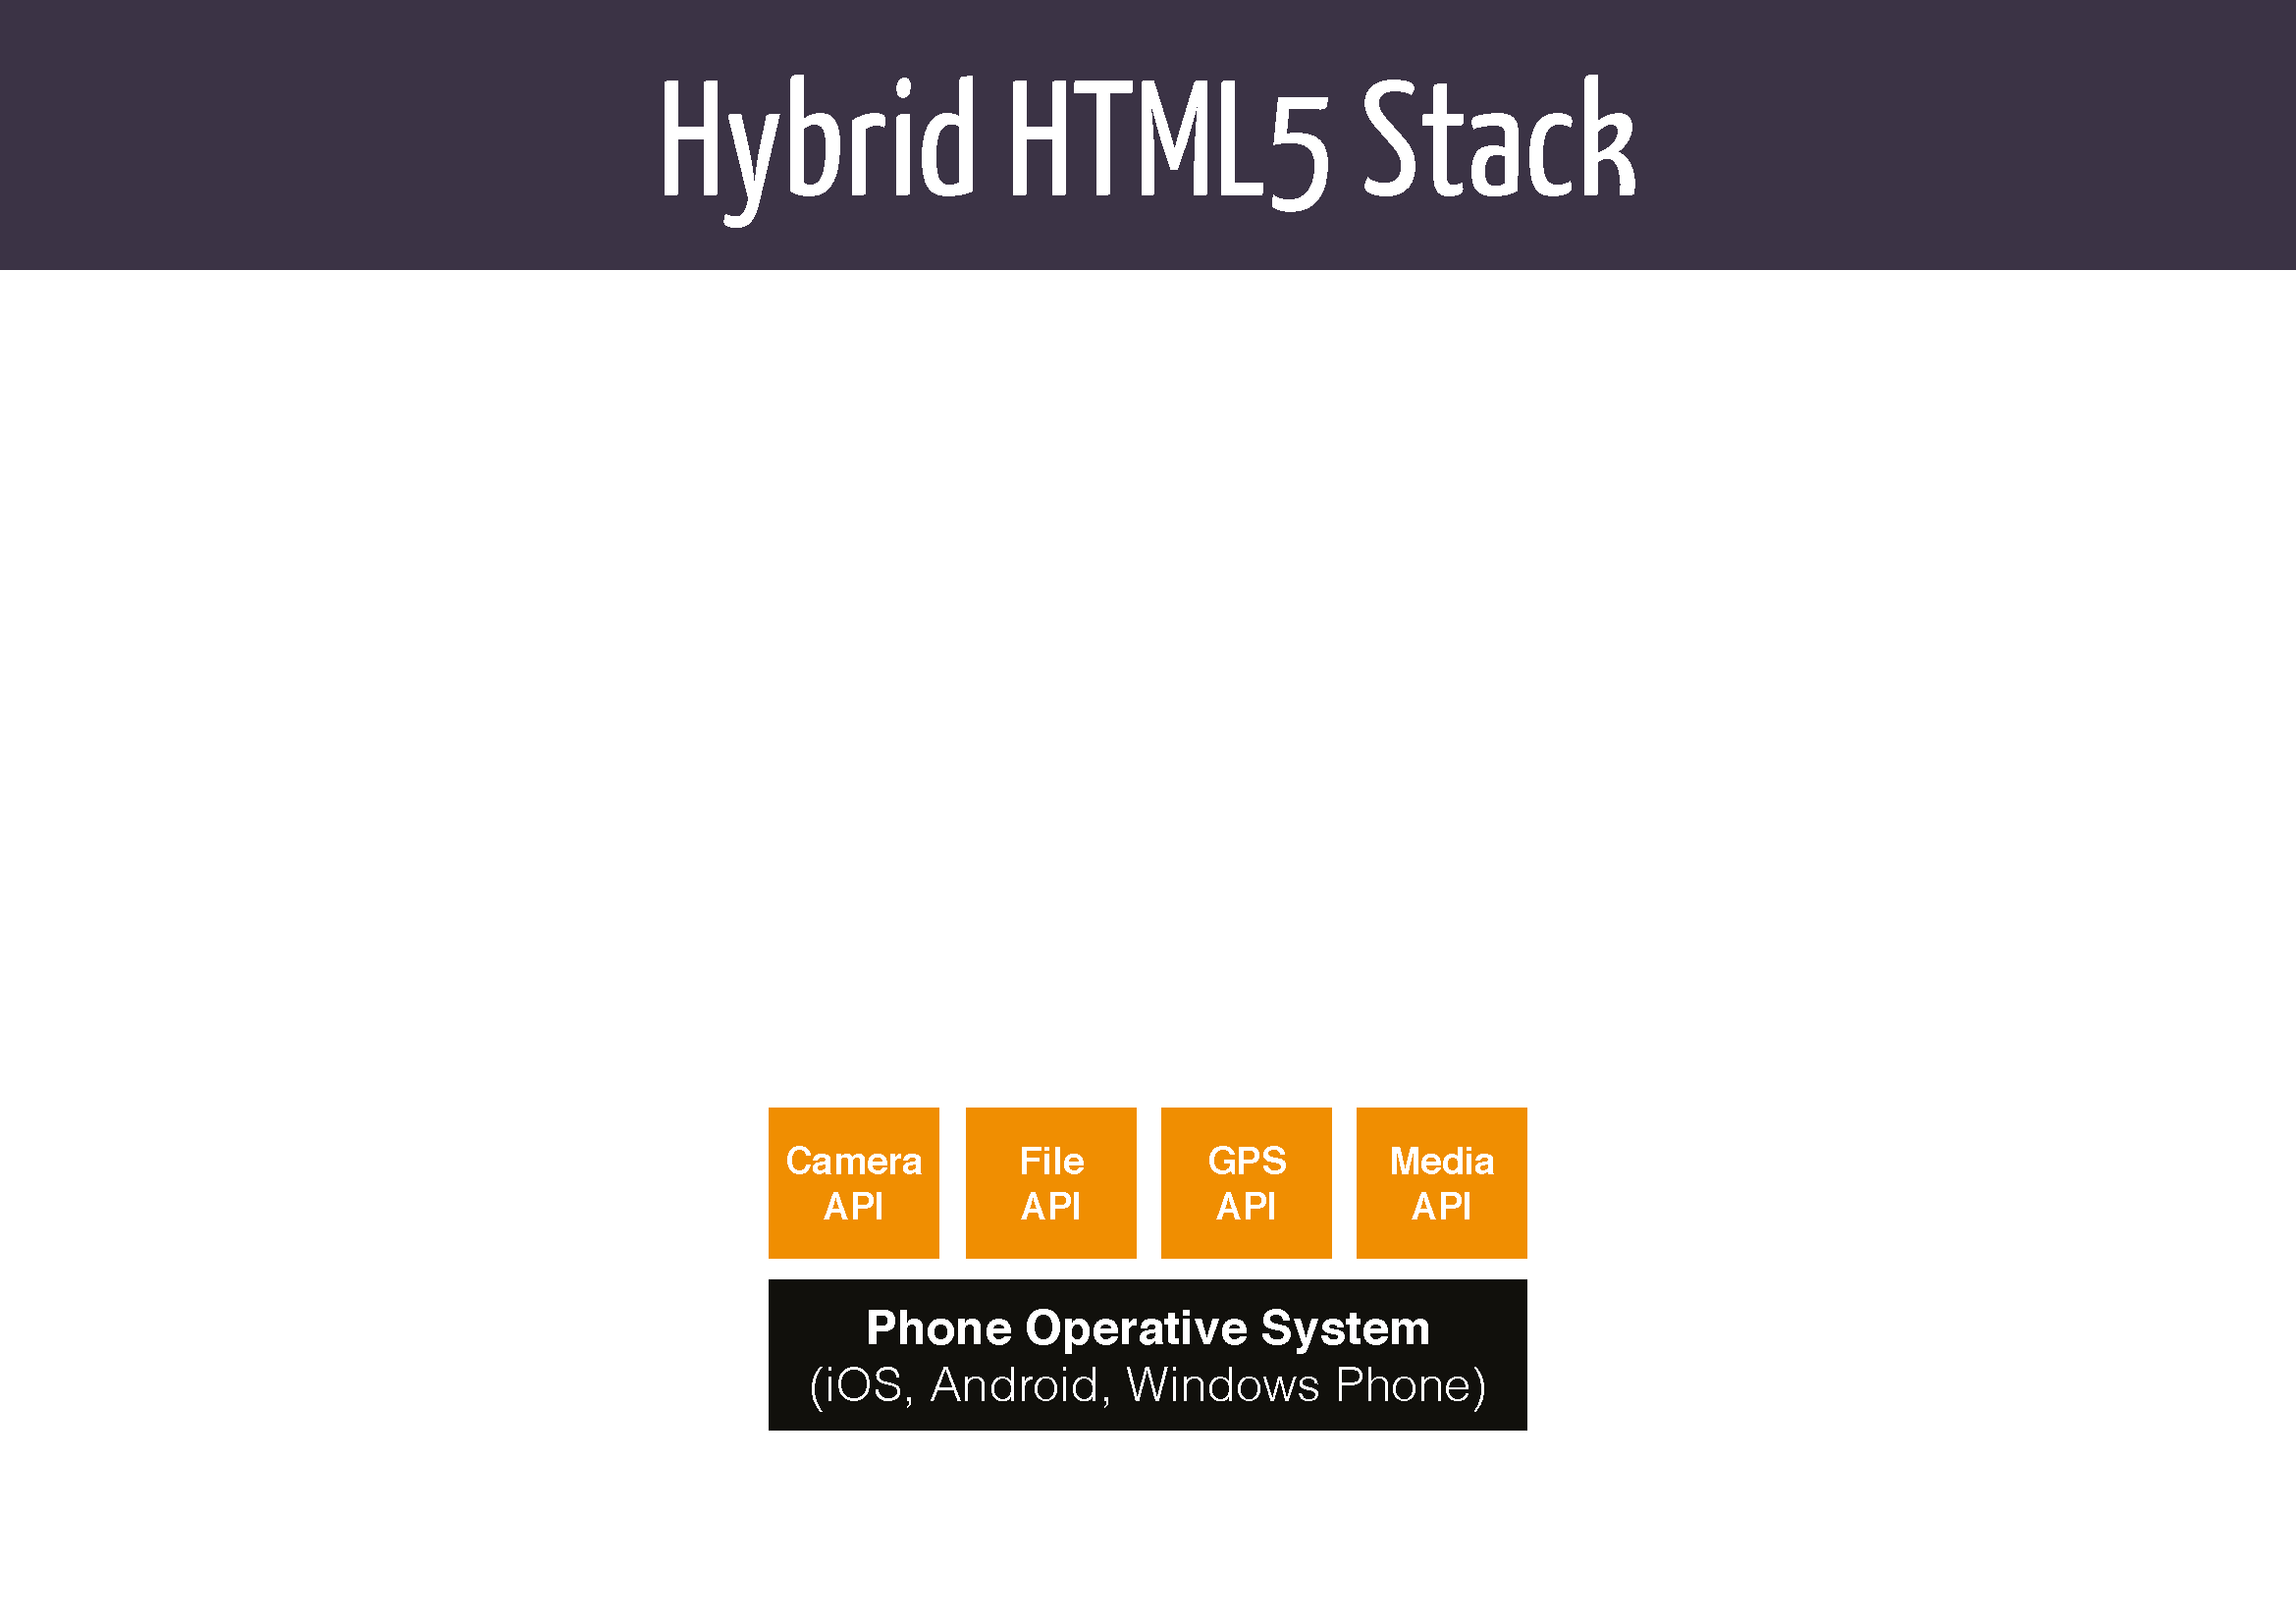 Hybrid HTML5 Stack
Camera API
File API
GPS API
Media API
Phone Operative System
(iOS, Android, Windows Phone)